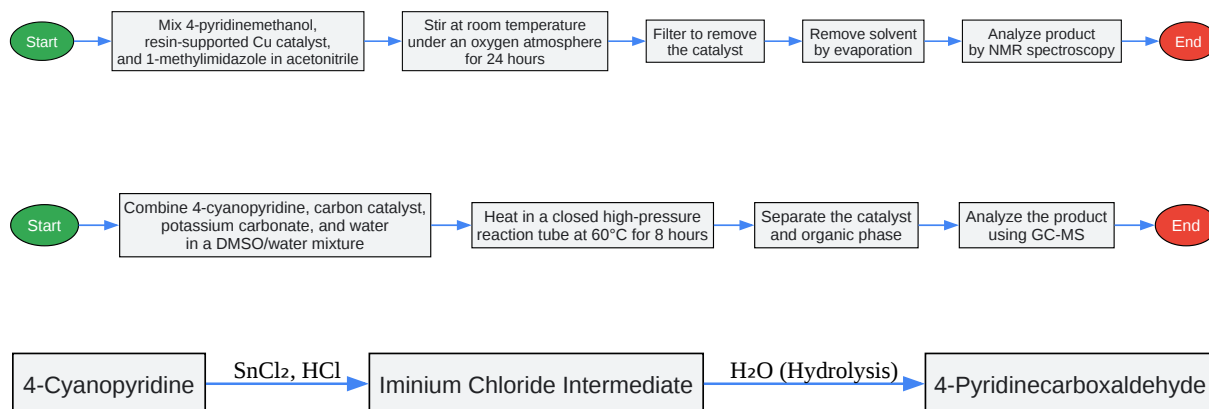 Start
Mix 4-pyridinemethanol,
resin-supported Cu catalyst,
and 1-methylimidazole in acetonitrile
Stir at room temperature
under an oxygen atmosphere
for 24 hours
Filter to remove
the catalyst
Remove solvent
by evaporation
Analyze product
by NMR spectroscopy
End
Start
Combine 4-cyanopyridine, carbon catalyst,
potassium carbonate, and water
in a DMSO/water mixture
Heat in a closed high-pressure
reaction tube at 60°C for 8 hours
Separate the catalyst
and organic phase
Analyze the product
using GC-MS
End
4-Cyanopyridine
SnCl₂, HCl
Iminium Chloride Intermediate
H₂O (Hydrolysis)
4-Pyridinecarboxaldehyde